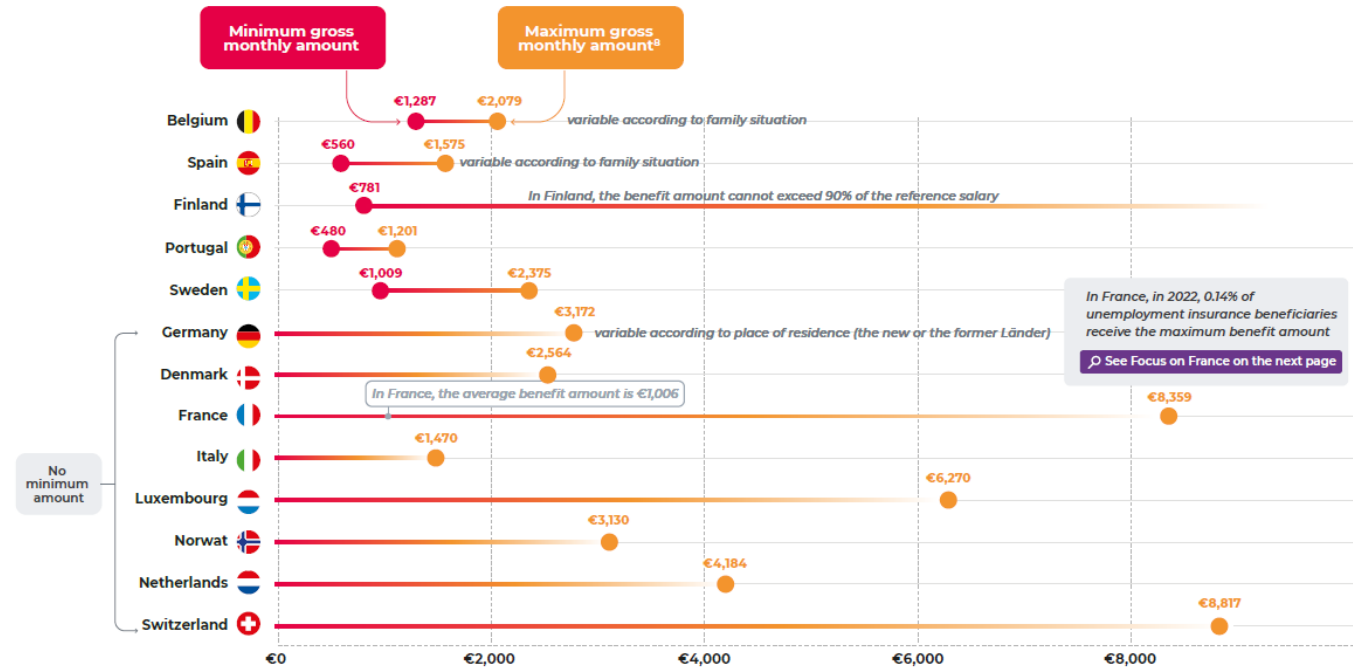 Minimum gross
monthly amount
Maximum gross
monthly amount⁸
Belgium
€1,287
€2,079
variable according to family situation
Spain
€560
€1,575
variable according to family situation
Finland
€781
In Finland, the benefit amount cannot exceed 90% of the reference salary
Portugal
€480
€1,201
Sweden
€1,009
€2,375
In France, in 2022, 0.14% of
unemployment insurance beneficiaries
receive the maximum benefit amount
See Focus on France on the next page
No
minimum
amount
Germany
€3,172
variable according to place of residence (the new or the former Länder)
Denmark
€2,564
In France, the average benefit amount is €1,006
France
€8,359
Italy
€1,470
Luxembourg
€6,270
Norwat
€3,130
Netherlands
€4,184
Switzerland
€8,817
€0
€2,000
€4,000
€6,000
€8,000